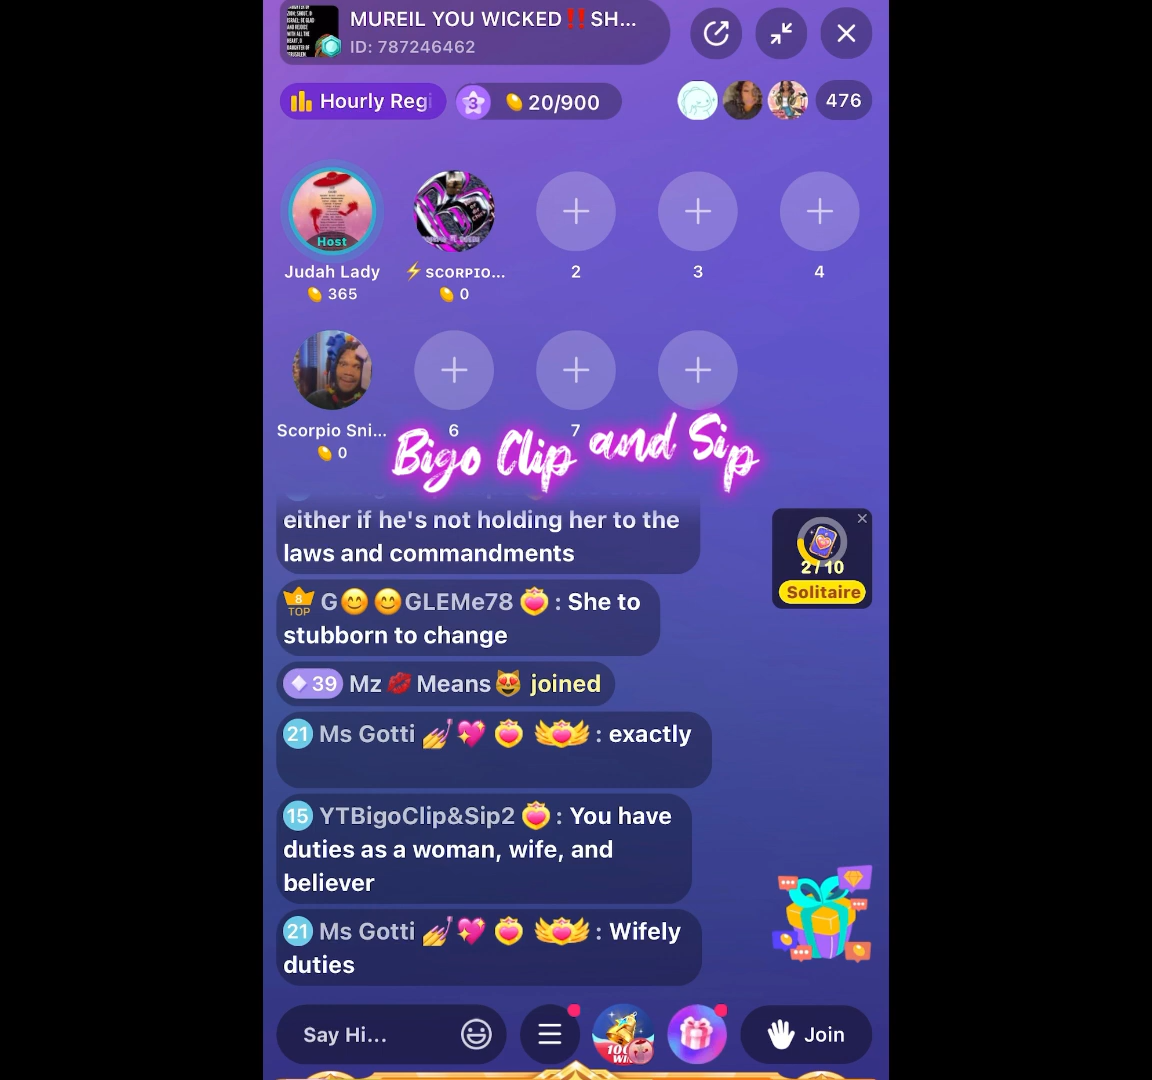 MUREIL YOU WICKED‼️SH...
ID: 787246462
Hourly Regi
3
20/900
476
Host
Judah Lady
⚡SCORPIO...
2
3
4
365
0
Scorpio Sni...
6
7
0
Bigo Clip and Sip
either if he's not holding her to the
laws and commandments
8 TOP G😊 😊GLEMe78 : She to
stubborn to change
39 Mz 💋 Means😻 joined
21 Ms Gotti 💅💖 : exactly
15 YTBigoClip&Sip2 : You have
duties as a woman, wife, and
believer
21 Ms Gotti 💅💖 : Wifely
duties
2/10
Solitaire
Say Hi...
Join